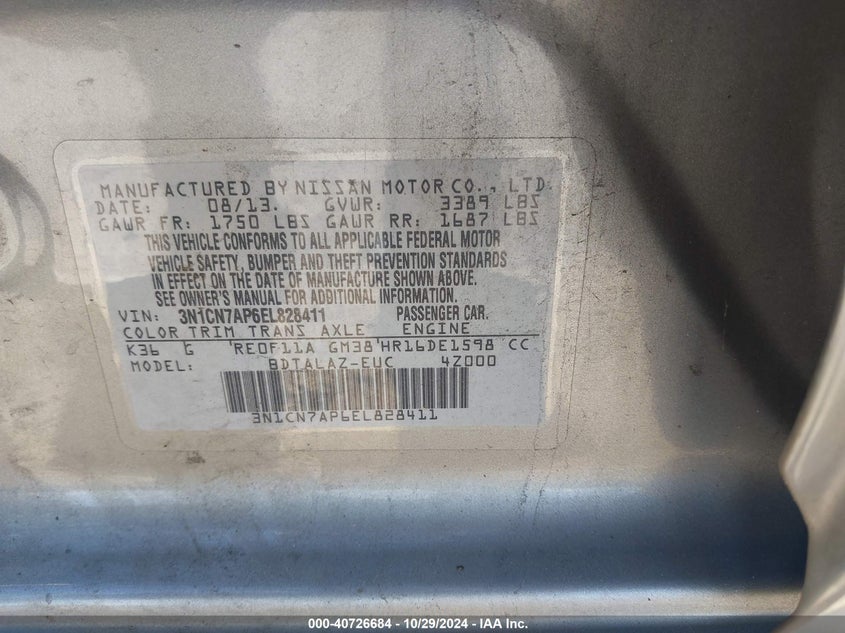 MANUFACTURED BY NISSAN MOTOR CO., LTD.
DATE: 08/13. GVWR: 3389 LBS
GAWR FR: 1750 LBS GAWR RR: 1687 LBS
THIS VEHICLE CONFORMS TO ALL APPLICABLE FEDERAL MOTOR
VEHICLE SAFETY, BUMPER AND THEFT PREVENTION STANDARDS
IN EFFECT ON THE DATE OF MANUFACTURE SHOWN ABOVE.
SEE OWNER'S MANUAL FOR ADDITIONAL INFORMATION.
VIN: 3N1CN7AP6EL828411 PASSENGER CAR.
COLOR TRIM TRANS AXLE ENGINE
K36 G RE0F11A GM38 HR16DE1598 CC
MODEL: BDTALAZ-EUC 4Z000
3N1CN7AP6EL828411
000-40726684 / 10/29/2024 - IAA Inc.